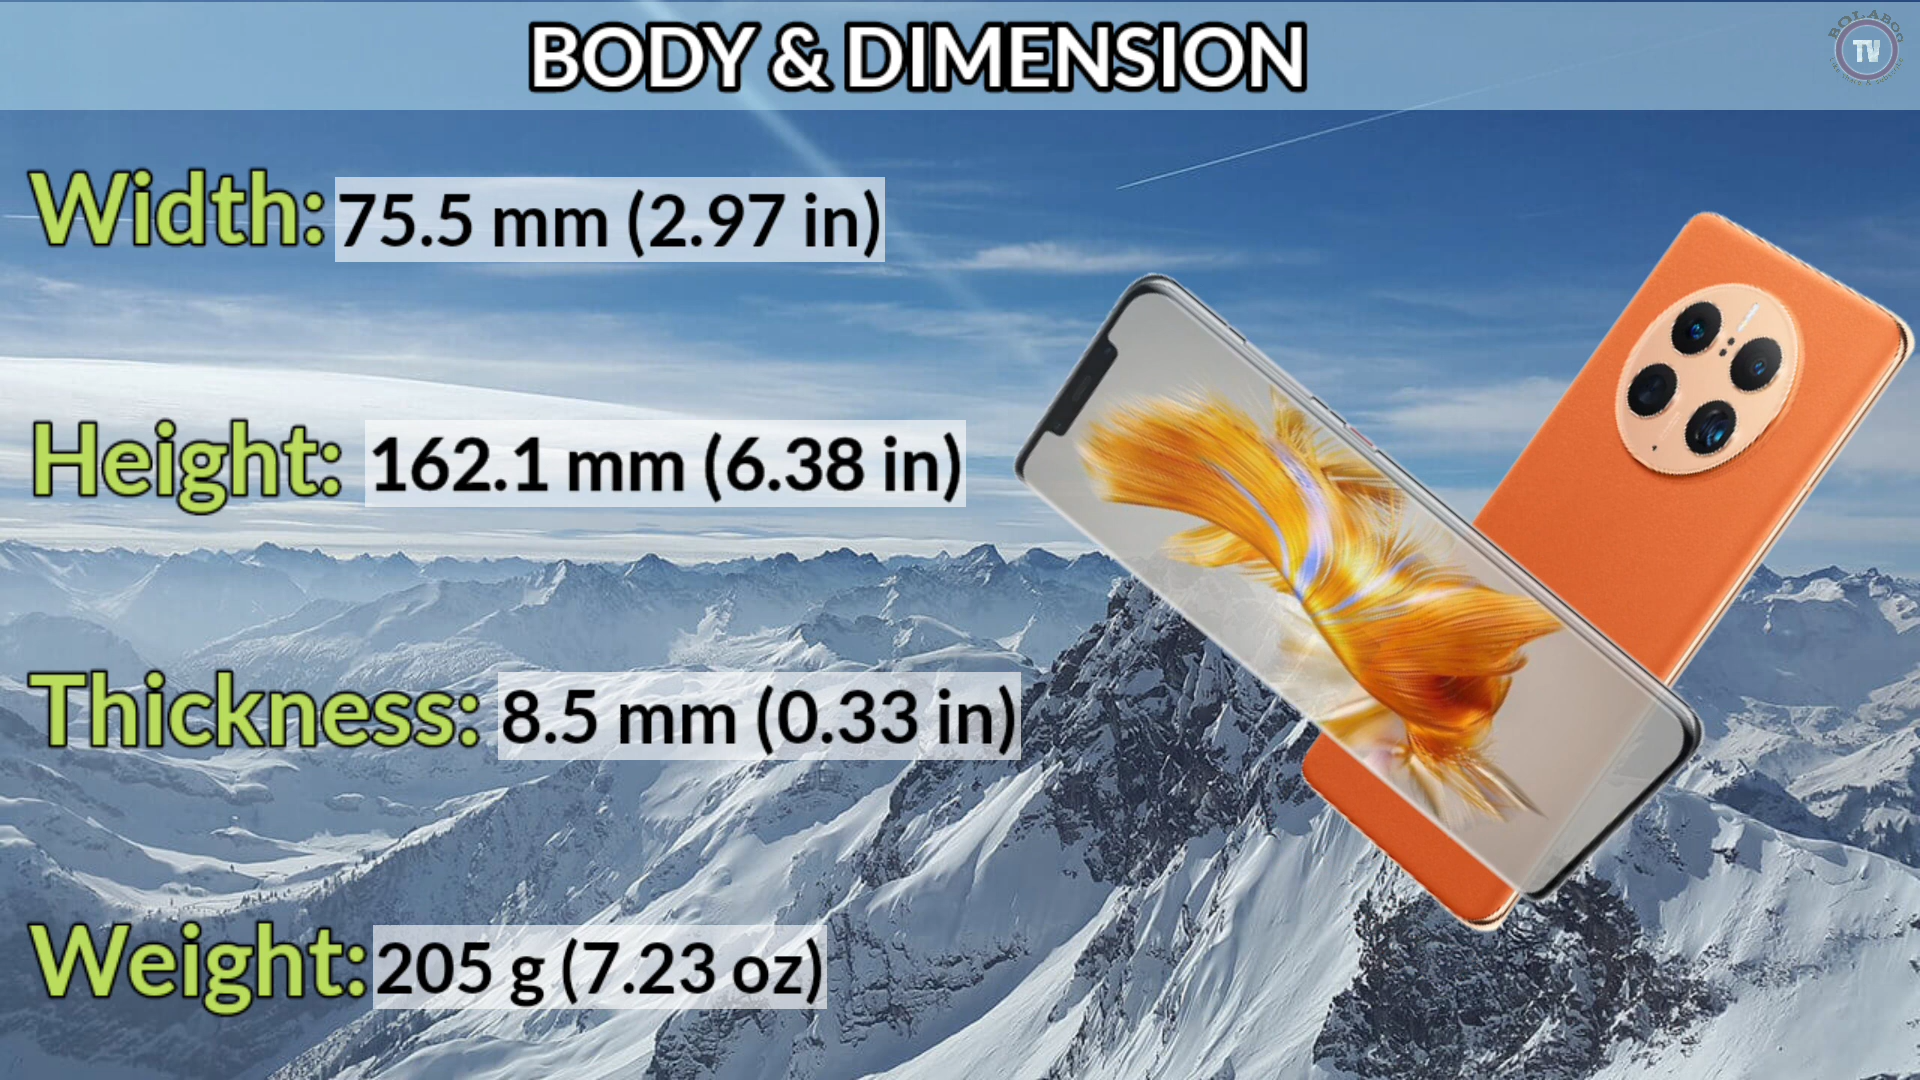 BODY & DIMENSION
BOLABOG
TV
Width: 75.5 mm (2.97 in)
Height: 162.1 mm (6.38 in)
Thickness: 8.5 mm (0.33 in)
Weight: 205 g (7.23 oz)